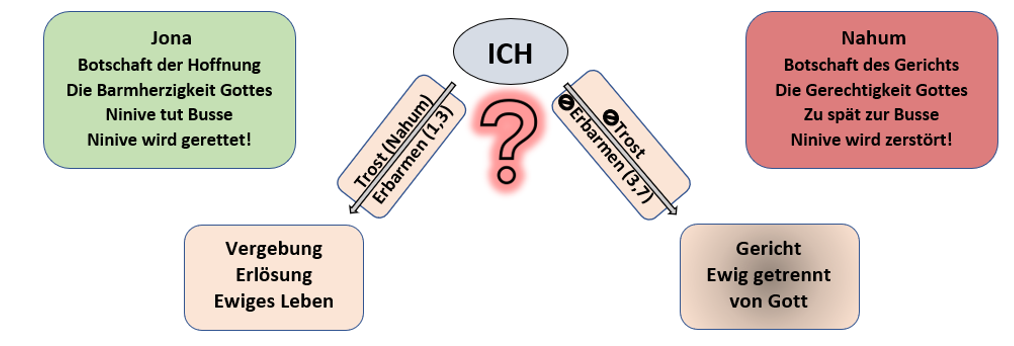 Jona
Botschaft der Hoffnung
Die Barmherzigkeit Gottes
Ninive tut Busse
Ninive wird gerettet!
ICH
?
Nahum
Botschaft des Gerichts
Die Gerechtigkeit Gottes
Zu spät zur Busse
Ninive wird zerstört!
Trost (Nahum)
Erbarmen (1,3)
Trost
Erbarmen (3,7)
Vergebung
Erlösung
Ewiges Leben
Gericht
Ewig getrennt
von Gott